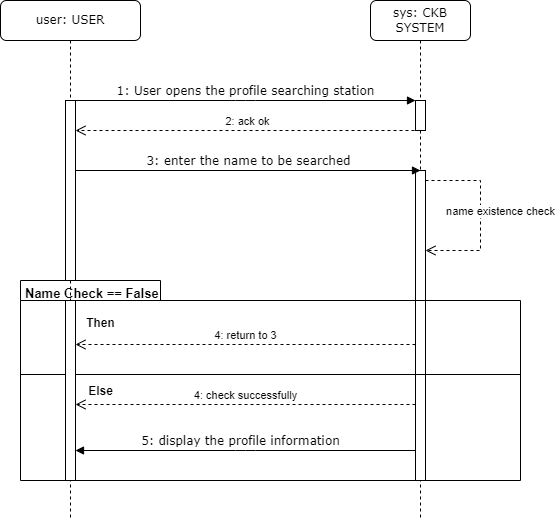 user: USER
sys: CKB
SYSTEM
1: User opens the profile searching station
2: ack ok
3: enter the name to be searched
name existence check
Name Check == False
Then
4: return to 3
Else
4: check successfully
5: display the profile information